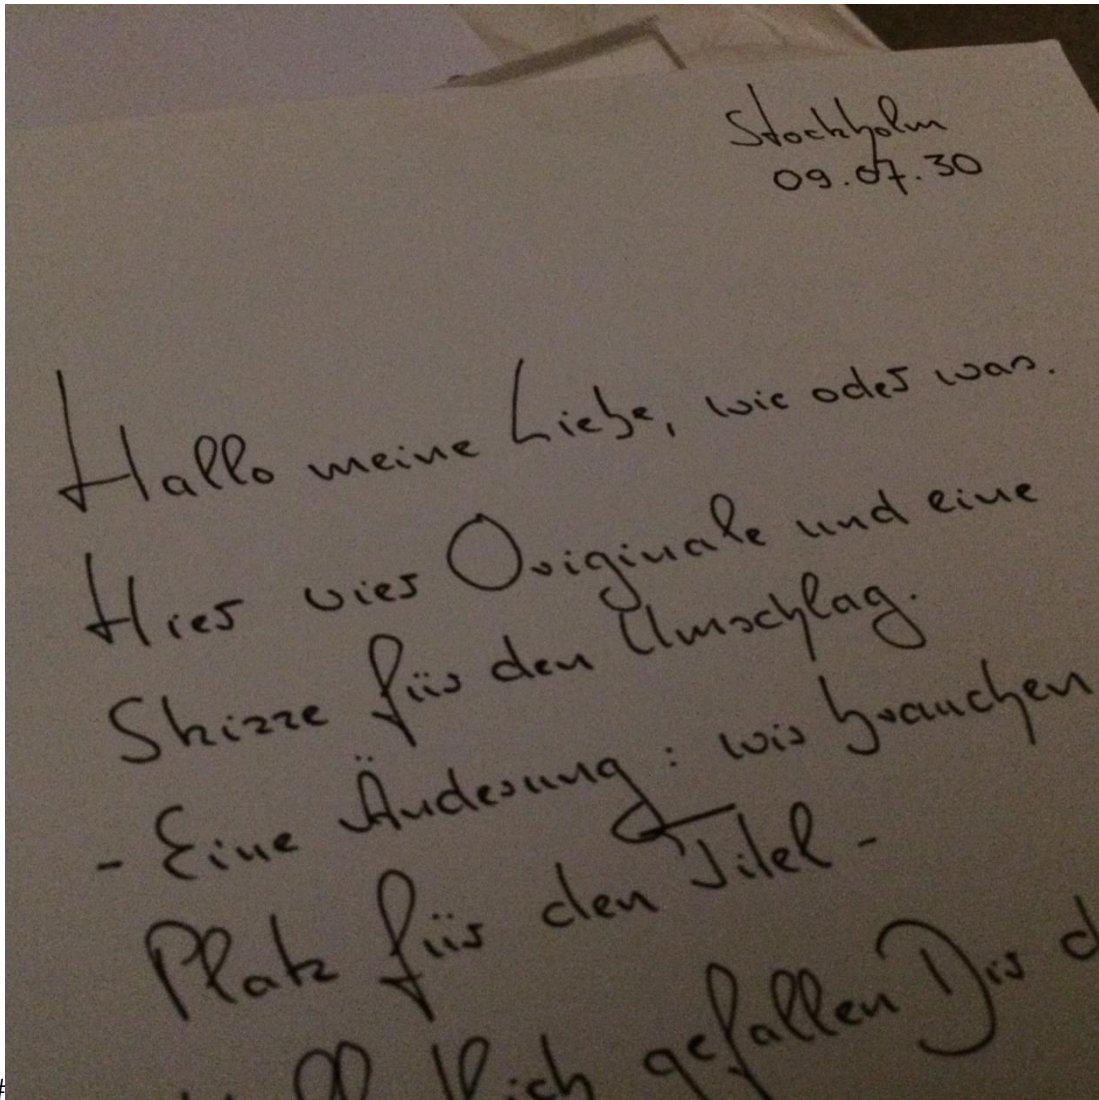 Stockholm
09.07.30
Hallo meine Liebe, wie oder was.
Hier vier Originale und eine
Skizze für den Umschlag.
- Eine Änderung : wir brauchen
Platz für den Titel -
gefallen Dir